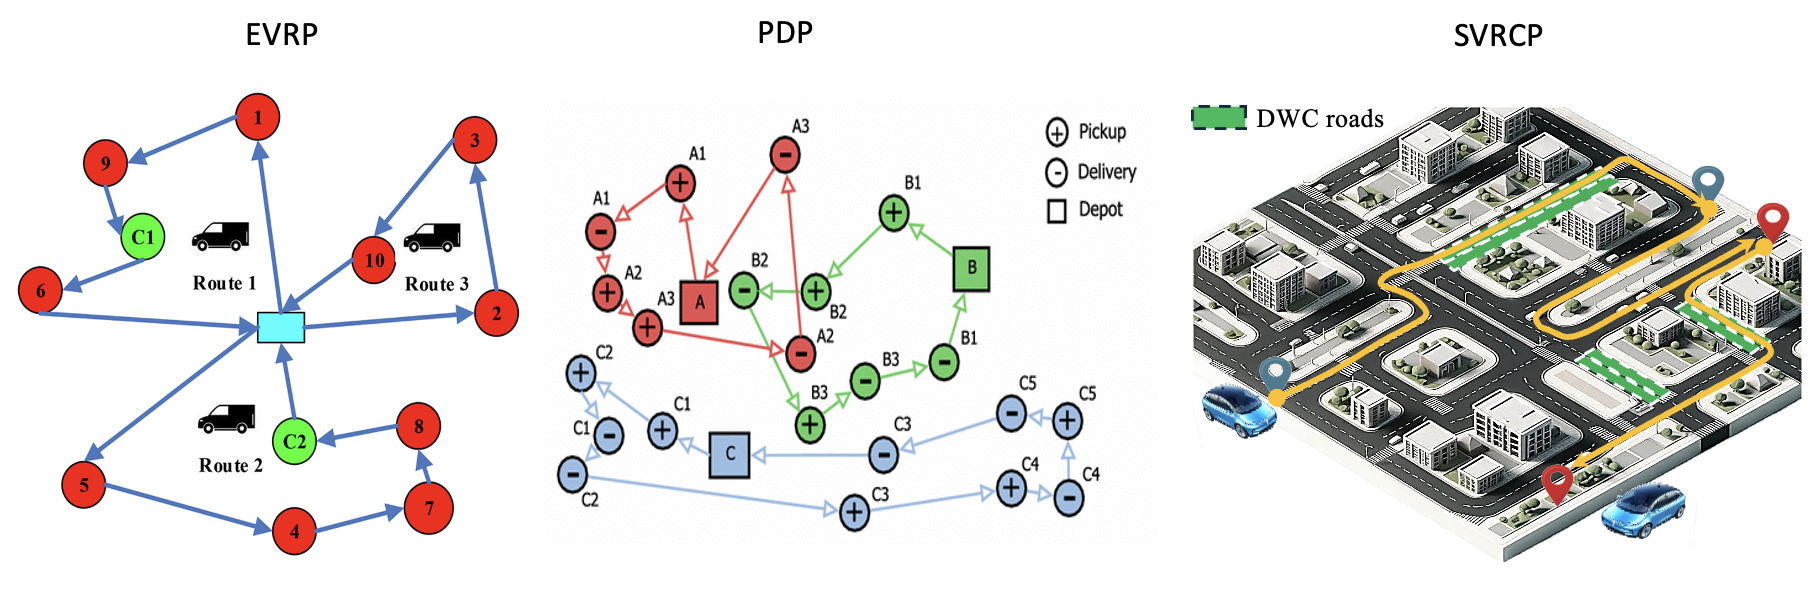 EVRP
1
9
C1
6
Route 1
3
10
Route 3
2
C2
8
Route 2
5
7
4
PDP
A3
A1
A1
A2
A3
A
A2
B1
B2
B2
B
B1
B3
B3
C2
C1
C1
C2
C
C3
C3
C5
C5
C4
C4
+ Pickup
- Delivery
Depot
SVRCP
DWC roads